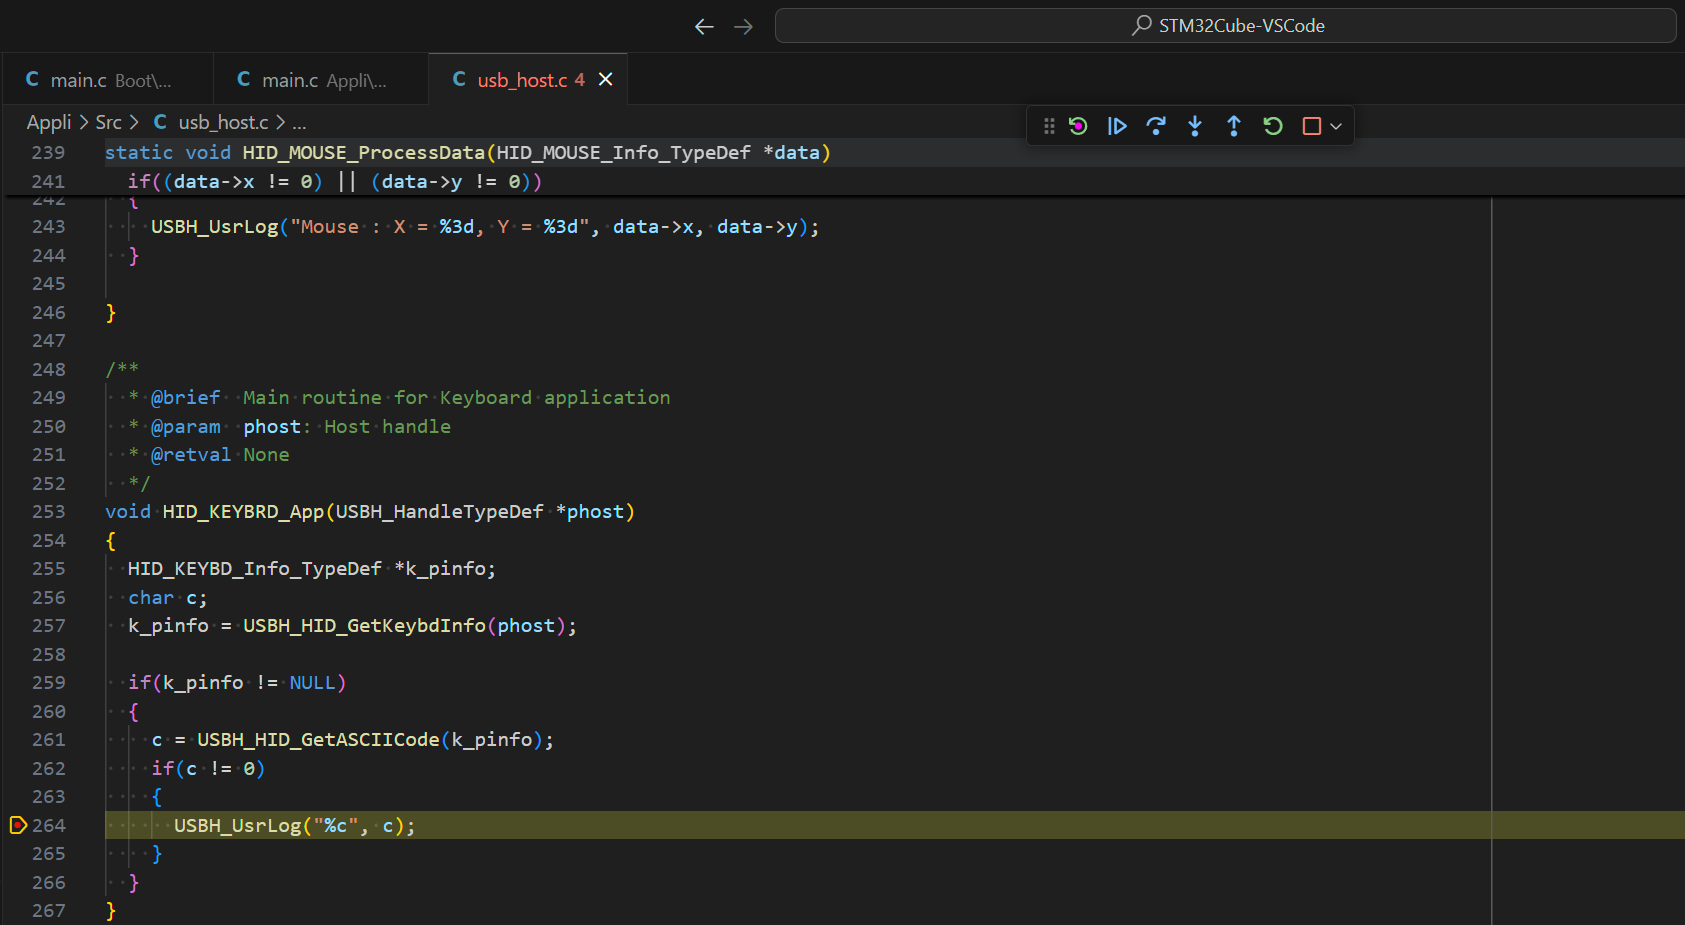 STM32Cube-VSCode
C main.c Boot\... C main.c Appli\... C usb_host.c 4
Appli > Src > C usb_host.c > ...
239 static void HID_MOUSE_ProcessData(HID_MOUSE_Info_TypeDef *data)
241 if((data->x != 0) || (data->y != 0))
242 {
243 USBH_UsrLog("Mouse : X = %3d, Y = %3d", data->x, data->y);
244 }
245
246 }
247
248 /**
249 * @brief Main routine for Keyboard application
250 * @param phost: Host handle
251 * @retval None
252 */
253 void HID_KEYBRD_App(USBH_HandleTypeDef *phost)
254 {
255 HID_KEYBD_Info_TypeDef *k_pinfo;
256 char c;
257 k_pinfo = USBH_HID_GetKeybdInfo(phost);
258
259 if(k_pinfo != NULL)
260 {
261 c = USBH_HID_GetASCIICode(k_pinfo);
262 if(c != 0)
263 {
264 USBH_UsrLog("%c", c);
265 }
266 }
267 }